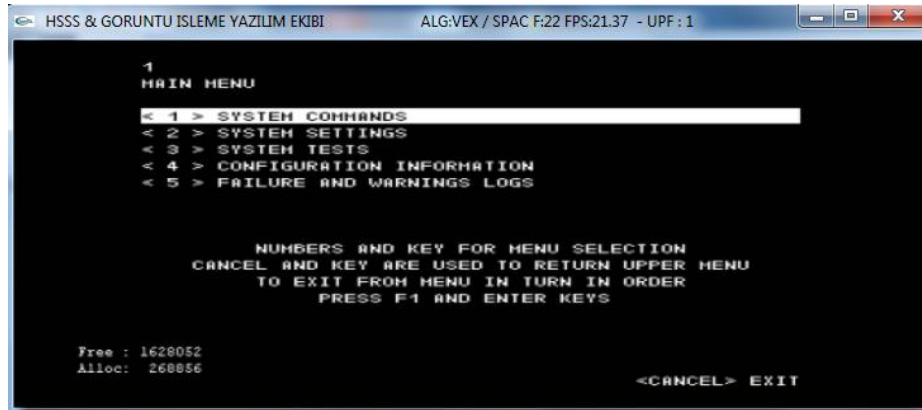 HSSS & GORUNTU ISLEME YAZILIM EKIBI ALG:VEX / SPAC F:22 FPS:21.37 - UPF : 1
1
MAIN MENU
< 1 > SYSTEM COMMANDS
< 2 > SYSTEM SETTINGS
< 3 > SYSTEM TESTS
< 4 > CONFIGURATION INFORMATION
< 5 > FAILURE AND WARNINGS LOGS
NUMBERS AND KEY FOR MENU SELECTION
CANCEL AND KEY ARE USED TO RETURN UPPER MENU
TO EXIT FROM MENU IN TURN IN ORDER
PRESS F1 AND ENTER KEYS
Free : 1628052
Alloc: 268856
<CANCEL> EXIT